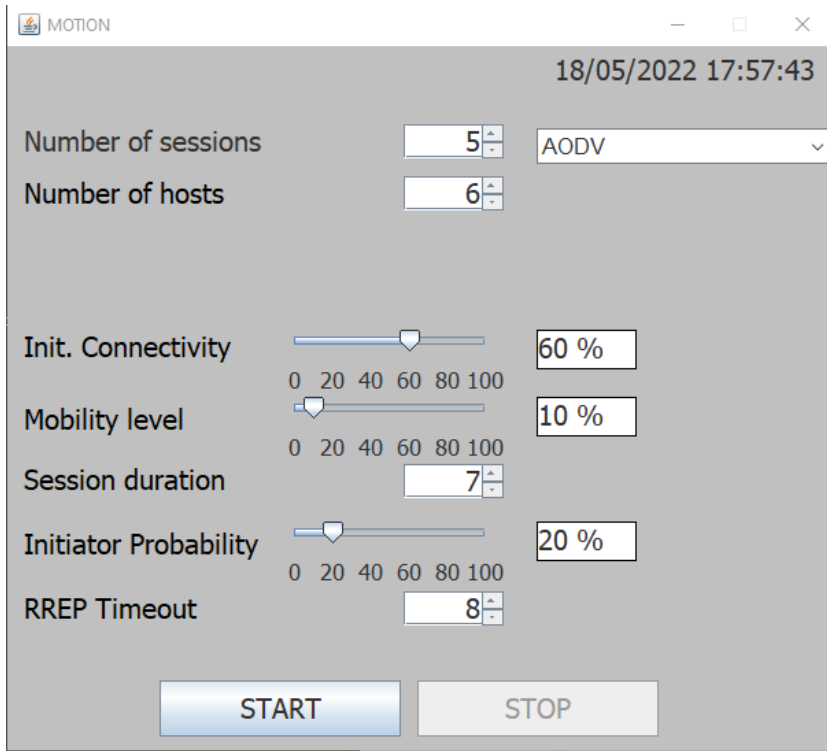 MOTION
18/05/2022 17:57:43
Number of sessions 5 AODV
Number of hosts 6
Init. Connectivity 60 %
0 20 40 60 80 100
Mobility level 10 %
0 20 40 60 80 100
Session duration 7
Initiator Probability 20 %
0 20 40 60 80 100
RREP Timeout 8
START STOP